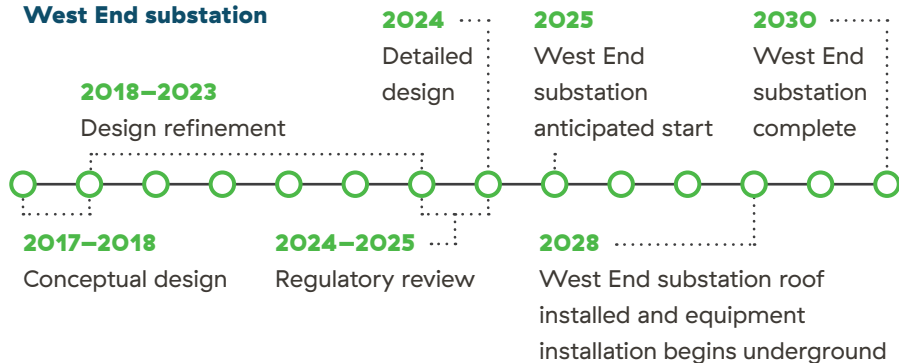 West End substation
2018–2023
Design refinement
2024
Detailed
design
2025
West End
substation
anticipated start
2030
West End
substation
complete
2017–2018
Conceptual design
2024–2025
Regulatory review
2028
West End substation roof
installed and equipment
installation begins underground